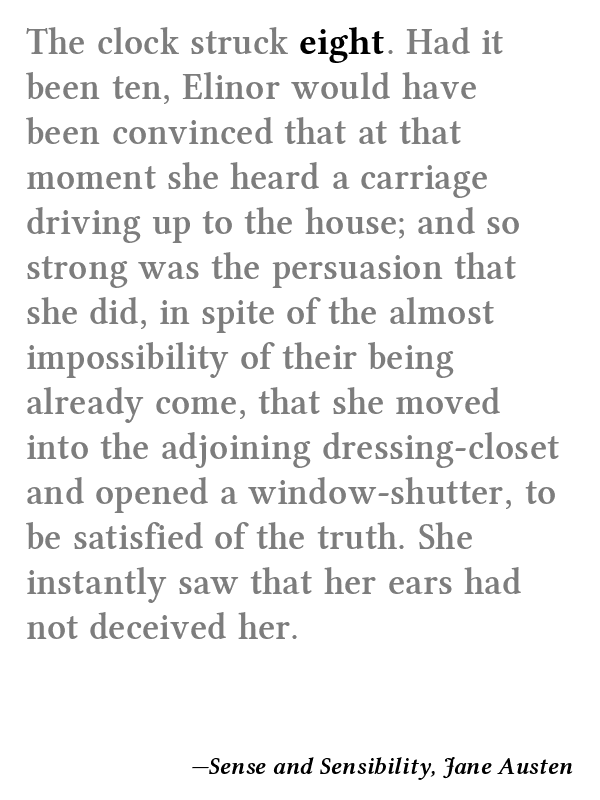 The clock struck eight. Had it
been ten, Elinor would have
been convinced that at that
moment she heard a carriage
driving up to the house; and so
strong was the persuasion that
she did, in spite of the almost
impossibility of their being
already come, that she moved
into the adjoining dressing-closet
and opened a window-shutter, to
be satisfied of the truth. She
instantly saw that her ears had
not deceived her.
—Sense and Sensibility, Jane Austen